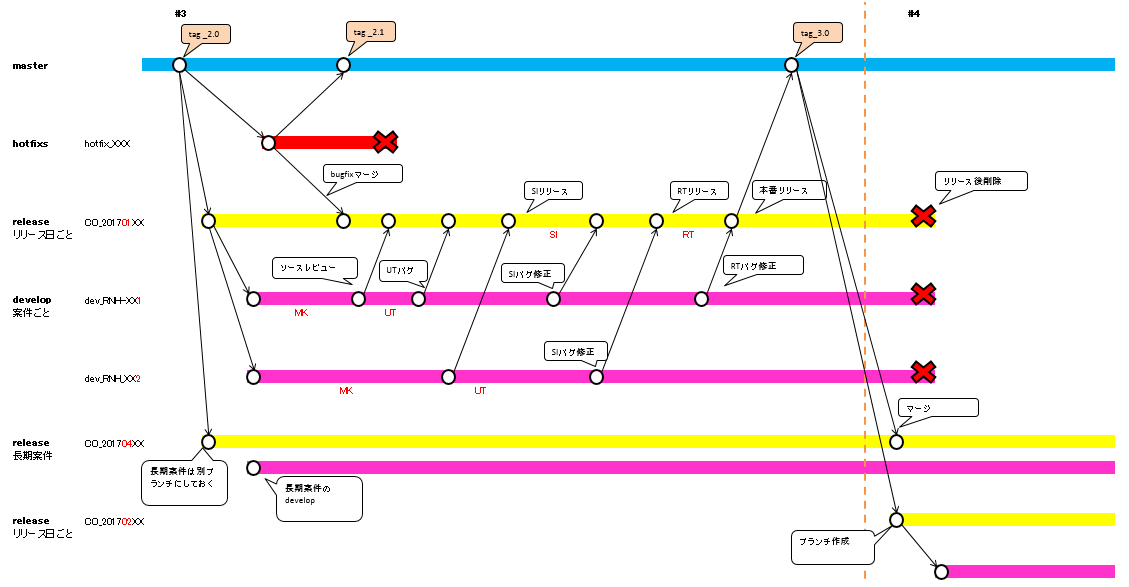 #3
#4
tag_2.0
tag_2.1
tag_3.0
master
hotfixs
hotfix_XXX
bugfixマージ
SIリリース
RTリリース
本番リリース
リリース後削除
release
リリース日ごと
CO_201701XX
SI
RT
ソースレビュー
UTバグ
SIバグ修正
RTバグ修正
develop
案件ごと
dev_RNH-XX1
MK
UT
SIバグ修正
dev_RNH_XX2
MK
UT
マージ
release
長期案件
CO_201704XX
長期案件は別ブ
ランチにしておく
長期案件の
develop
release
リリース日ごと
CO_201702XX
ブランチ作成